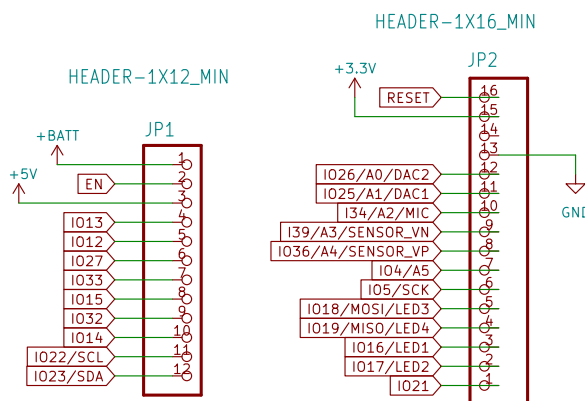 HEADER-1X16_MIN
JP2
+3.3V
RESET
16
15
14
13
GND
IO26/A0/DAC2
12
IO25/A1/DAC1
11
I34/A2/MIC
10
I39/A3/SENSOR_VN
9
IO36/A4/SENSOR_VP
8
IO4/A5
7
IO5/SCK
6
IO18/MOSI/LED3
5
IO19/MISO/LED4
4
IO16/LED1
3
IO17/LED2
2
IO21
1
HEADER-1X12_MIN
JP1
+BATT
1
EN
2
+5V
3
IO13
4
IO12
5
IO27
6
IO33
7
IO15
8
IO32
9
IO14
10
IO22/SCL
11
IO23/SDA
12